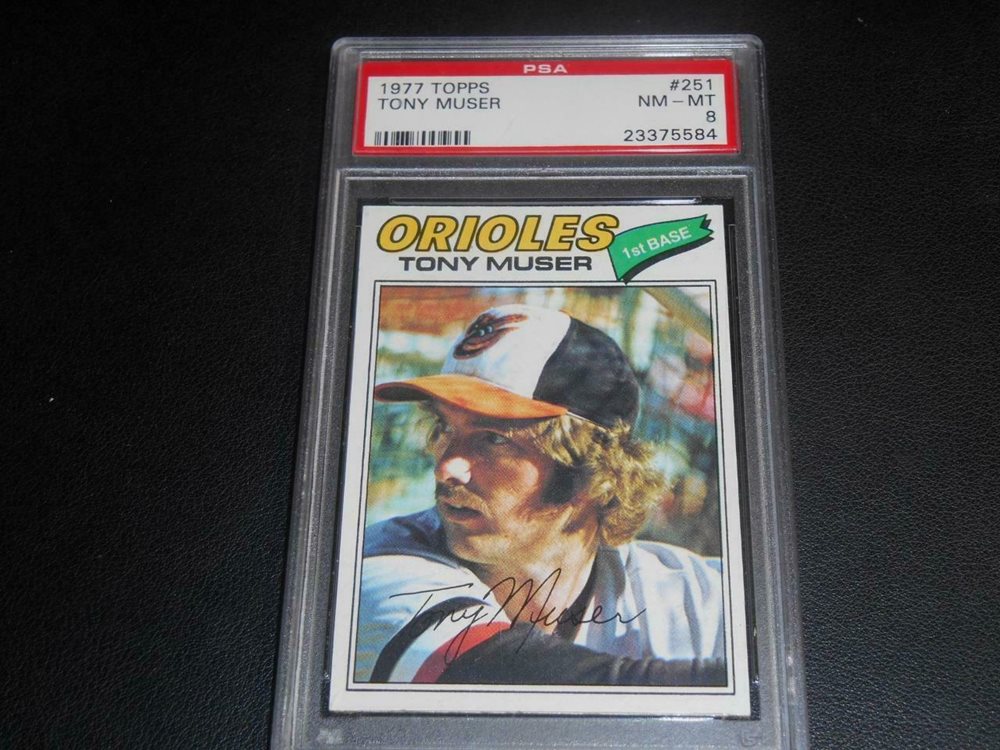 PSA
1977 TOPPS #251
TONY MUSER NM - MT
8
23375584
ORIOLES
1st BASE
TONY MUSER
Tony Muser